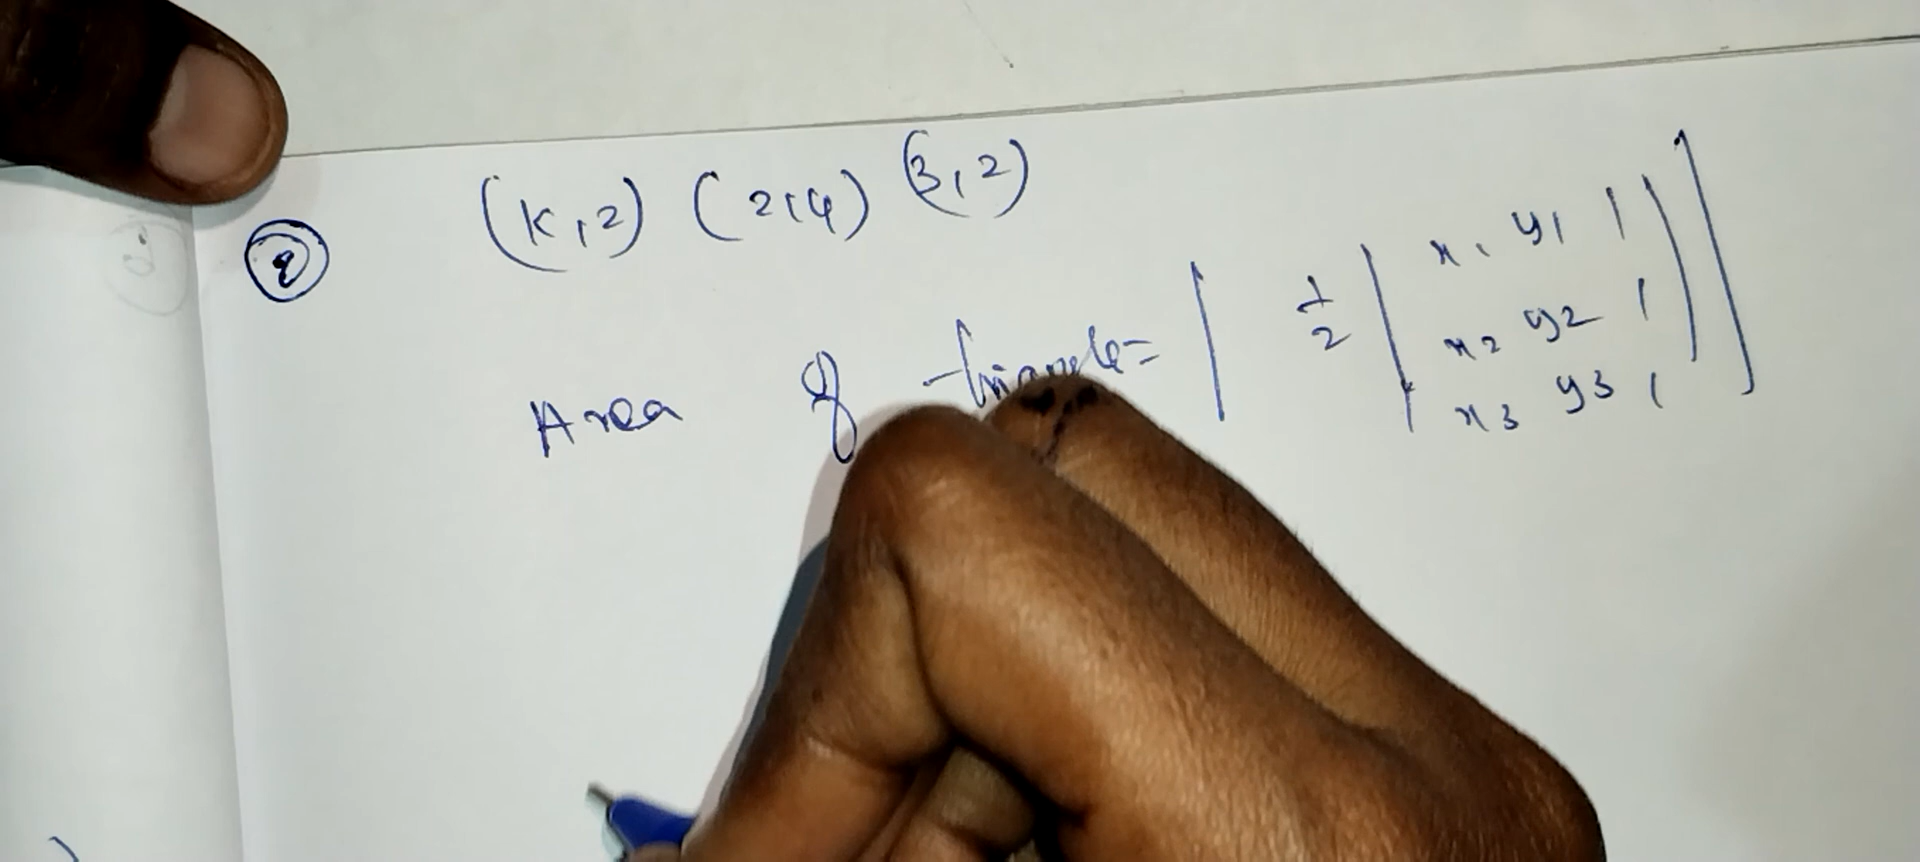 ② (K,2) (2,4) (3,2)
Area of triangle = | 1/2 | x1 y1 1 | |
x2 y2 1
x3 y3 1